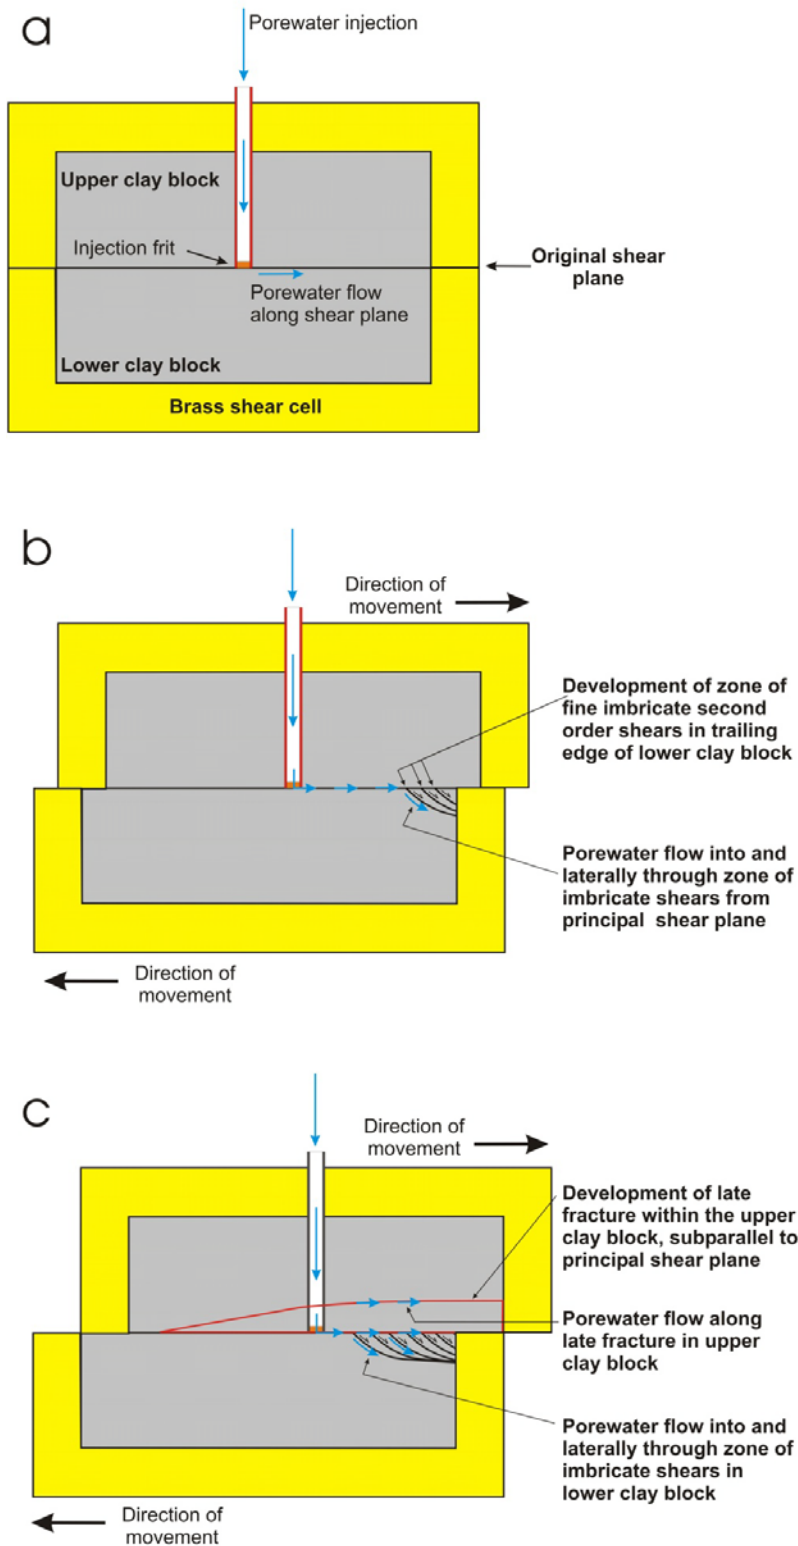 a
Porewater injection
Upper clay block
Injection frit
Original shear
plane
Porewater flow
along shear plane
Lower clay block
Brass shear cell
b
Direction of
movement
Development of zone of
fine imbricate second
order shears in trailing
edge of lower clay block
Porewater flow into and
laterally through zone of
imbricate shears from
principal shear plane
Direction of
movement
c
Direction of
movement
Development of late
fracture within the upper
clay block, subparallel to
principal shear plane
Porewater flow along
late fracture in upper
clay block
Porewater flow into and
laterally through zone of
imbricate shears in
lower clay block
Direction of
movement